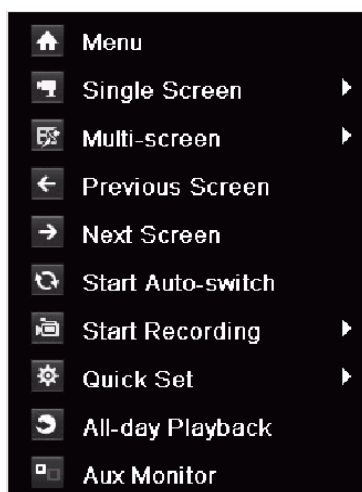 Menu
Single Screen
Multi-screen
Previous Screen
Next Screen
Start Auto-switch
Start Recording
Quick Set
All-day Playback
Aux Monitor